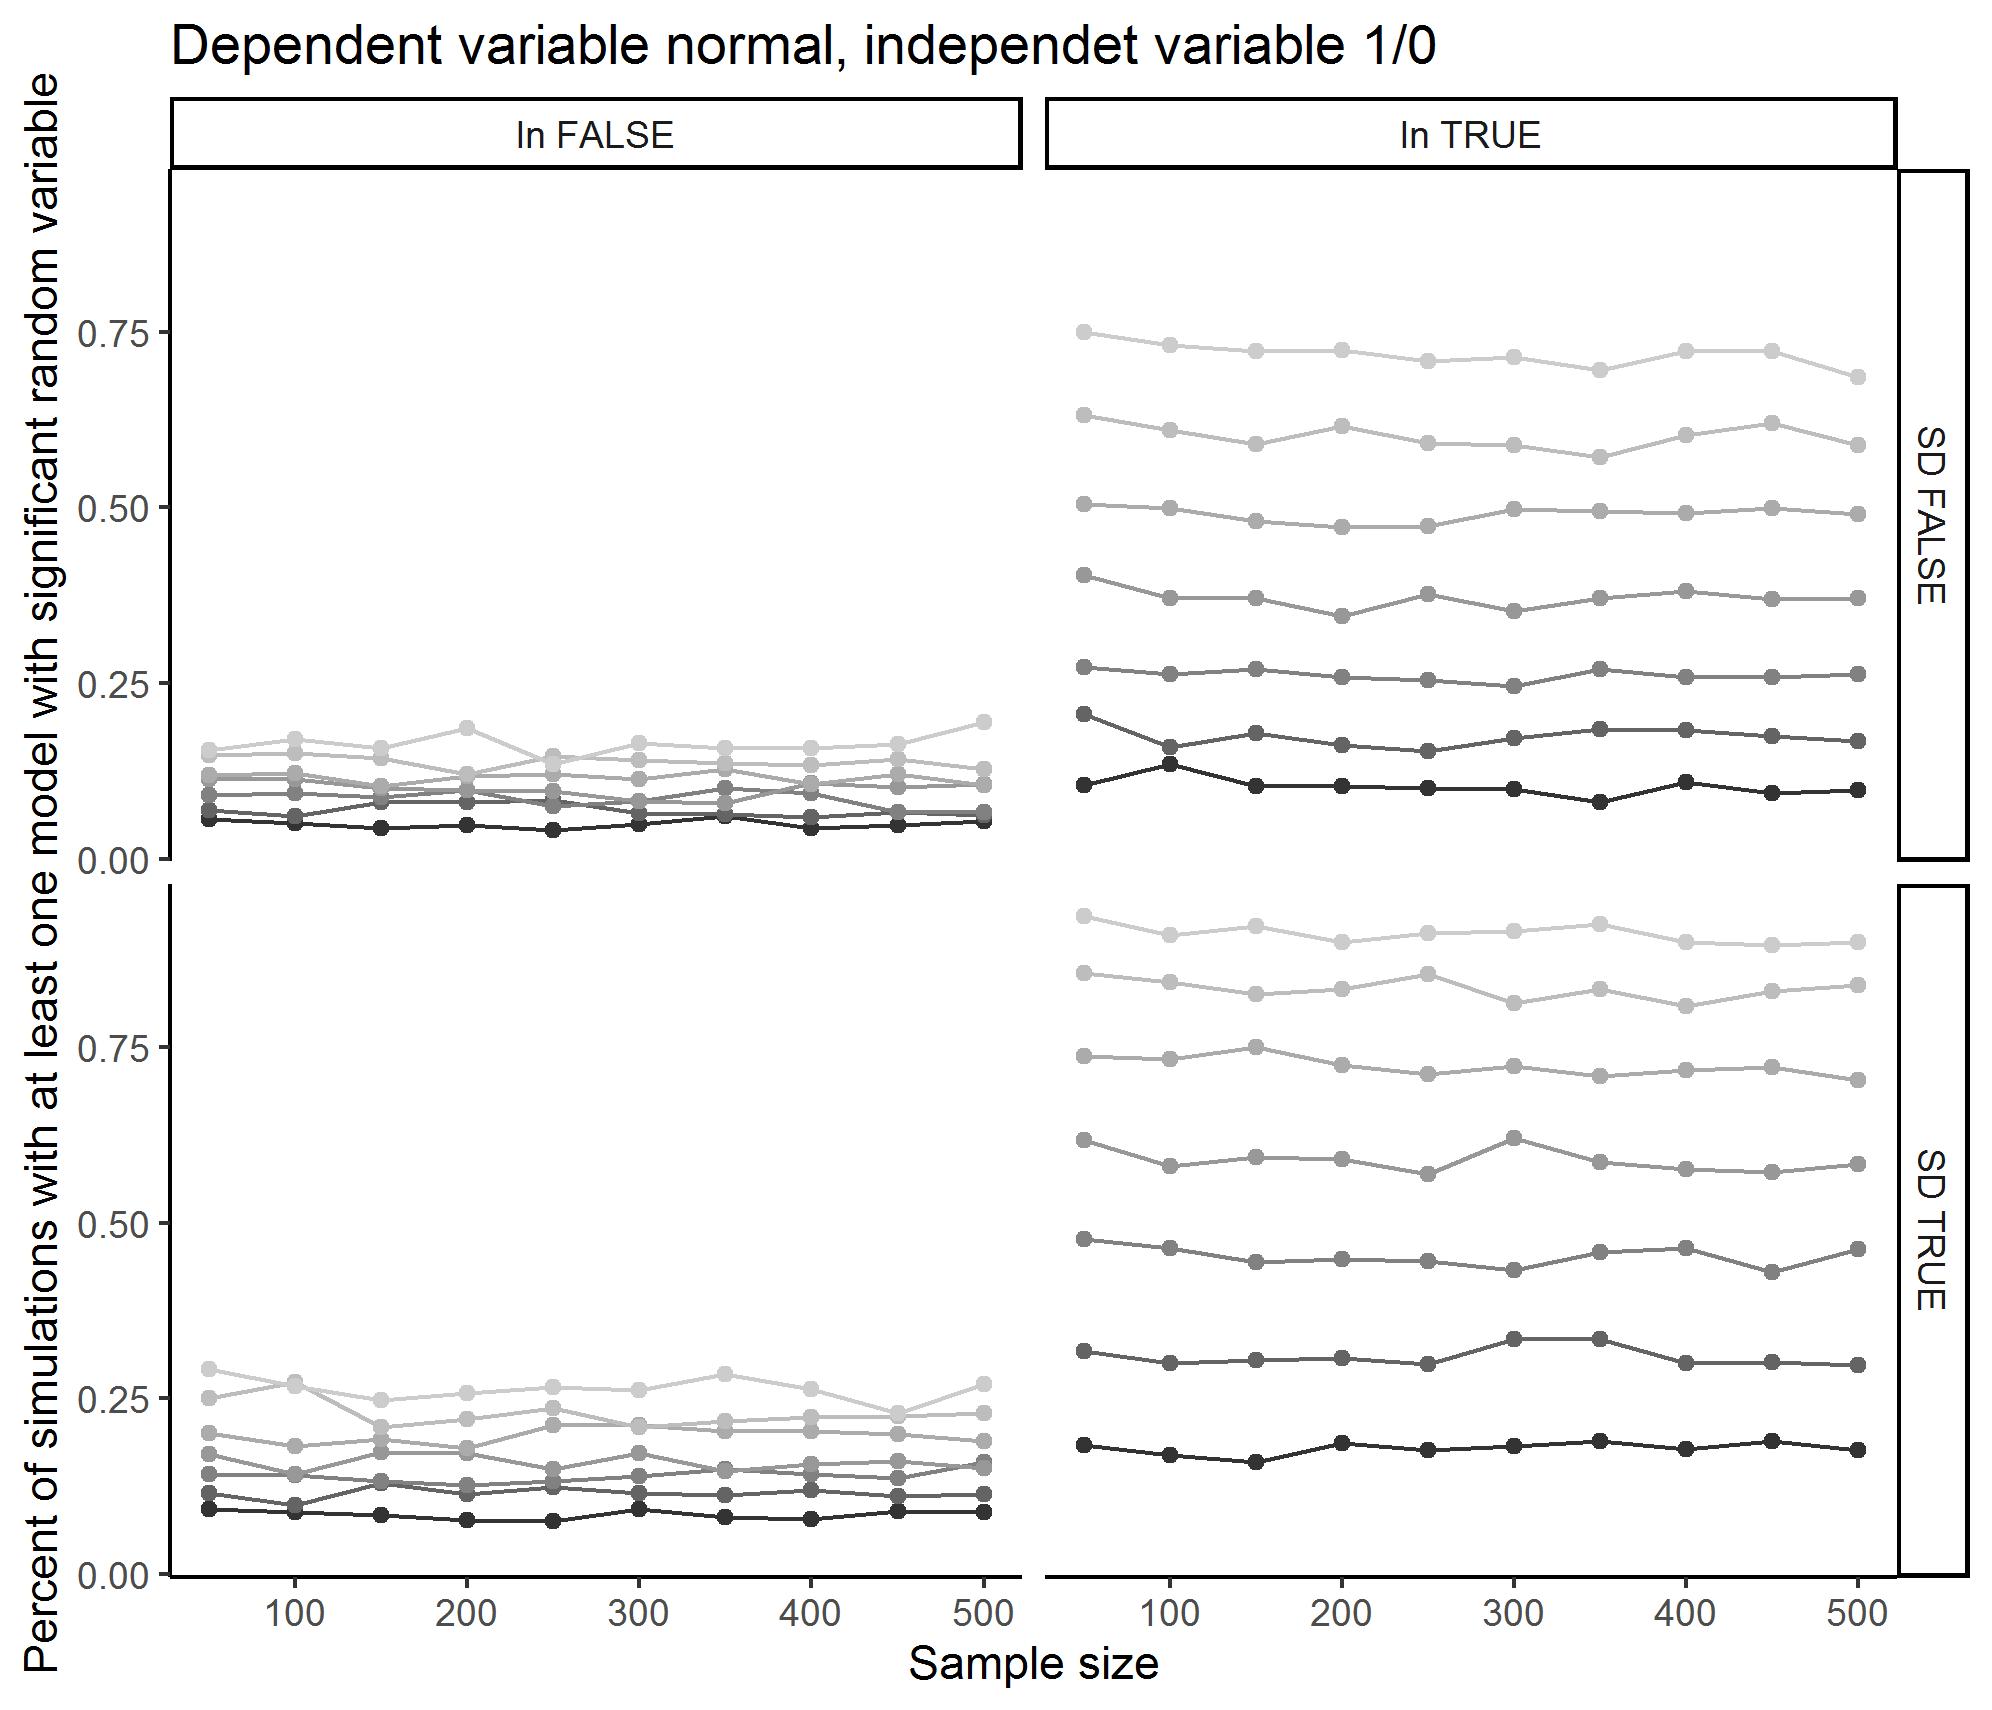 Dependent variable normal, independet variable 1/0
In FALSE
In TRUE
Percent of simulations with at least one model with significant random variable
0.75
0.50
0.25
0.00
SD FALSE
0.75
0.50
0.25
0.00
SD TRUE
100 200 300 400 500
100 200 300 400 500
Sample size